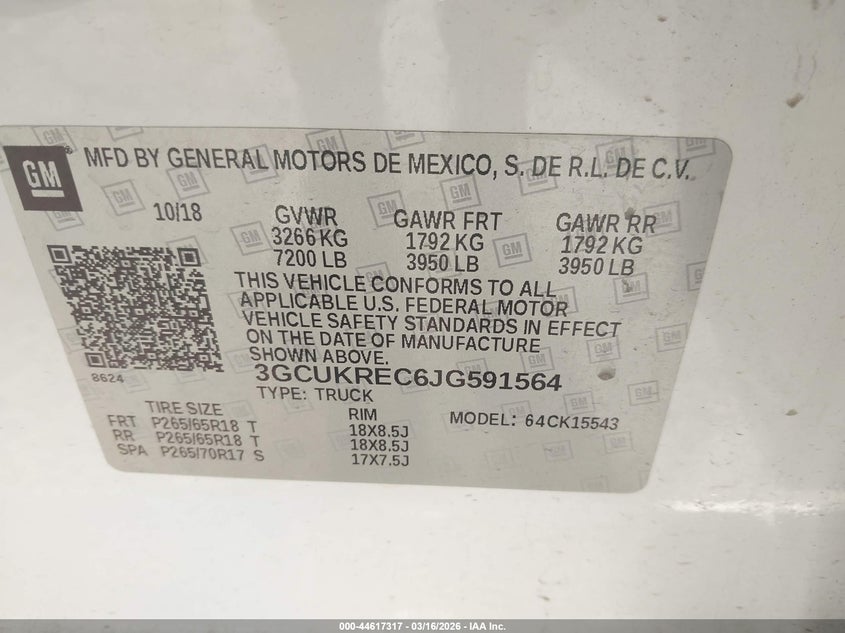 GM
MFD BY GENERAL MOTORS DE MEXICO, S. DE R.L. DE C.V.
10/18 GVWR GAWR FRT GAWR RR
3266 KG 1792 KG 1792 KG
7200 LB 3950 LB 3950 LB
THIS VEHICLE CONFORMS TO ALL
APPLICABLE U.S. FEDERAL MOTOR
VEHICLE SAFETY STANDARDS IN EFFECT
ON THE DATE OF MANUFACTURE
SHOWN ABOVE.
8624
3GCUKREC6JG591564
TYPE: TRUCK
TIRE SIZE RIM MODEL: 64CK15543
FRT P265/65R18 T 18X8.5J
RR P265/65R18 T 18X8.5J
SPA P265/70R17 S 17X7.5J
000-44617317 - 03/16/2026 - IAA Inc.